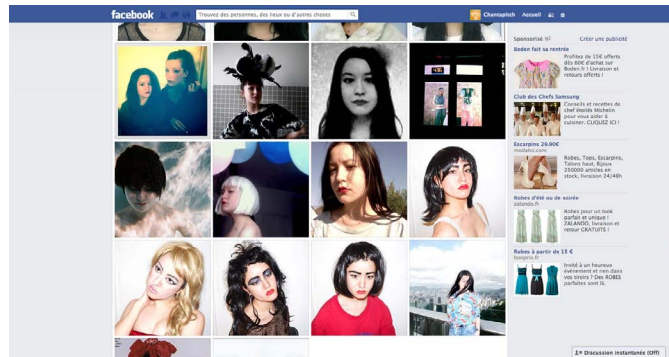 facebook
Trouvez des personnes, des lieux ou d'autres choses
Chantapitch Accueil
Sponsorisé
Créer une publicité
Boden fait sa rentrée
Profitez de 15€ offerts
dès 60€ d'achat sur
Boden.fr ! Livraison et
retours offerts !
Club des Chefs Samsung
Conseils et recettes de
chef étoilés Michelin
pour vous aider à
cuisiner. CLIQUEZ ICI !
Escarpins 29,90€
modatoi.com
Robes, Tops, Escarpins,
Talons haut, Bijoux
250000 articles en
stock, livraison 24/48h
Robes d'été ou de soirée
zalando.fr
Robes pour un look
parfait et unique !
ZALANDO, livraison et
retour GRATUITS !
Robes à partir de 15 €
Invité à un heureux
événement et rien dans
vos tiroirs ? Des ROBES
parfaites sont là.
Discussion instantanée (Off)